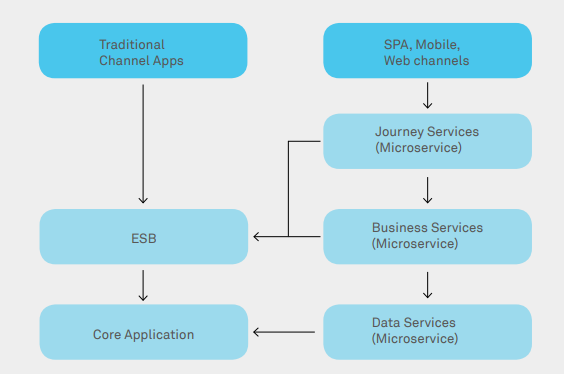 Traditional
Channel Apps
SPA, Mobile,
Web channels
Journey Services
(Microservice)
ESB
Business Services
(Microservice)
Core Application
Data Services
(Microservice)